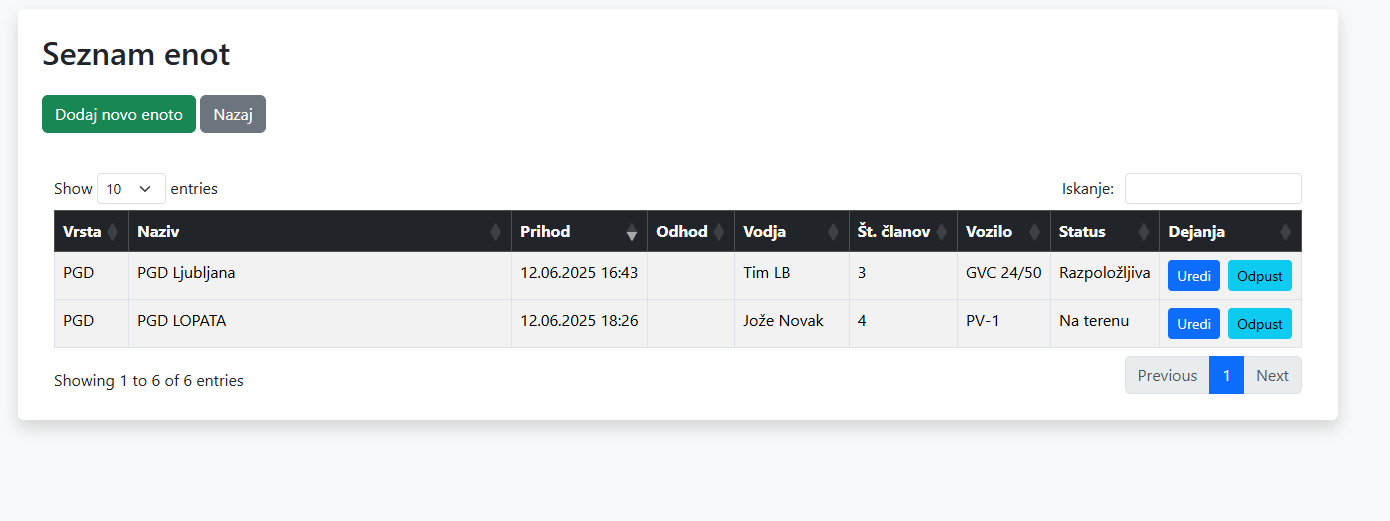 Seznam enot
Dodaj novo enoto Nazaj
Show 10 entries Iskanje:
Vrsta Naziv Prihod Odhod Vodja Št. članov Vozilo Status Dejanja
PGD PGD Ljubljana 12.06.2025 16:43 Tim LB 3 GVC 24/50 Razpoložljiva Uredi Odpust
PGD PGD LOPATA 12.06.2025 18:26 Jože Novak 4 PV-1 Na terenu Uredi Odpust
Showing 1 to 6 of 6 entries Previous 1 Next